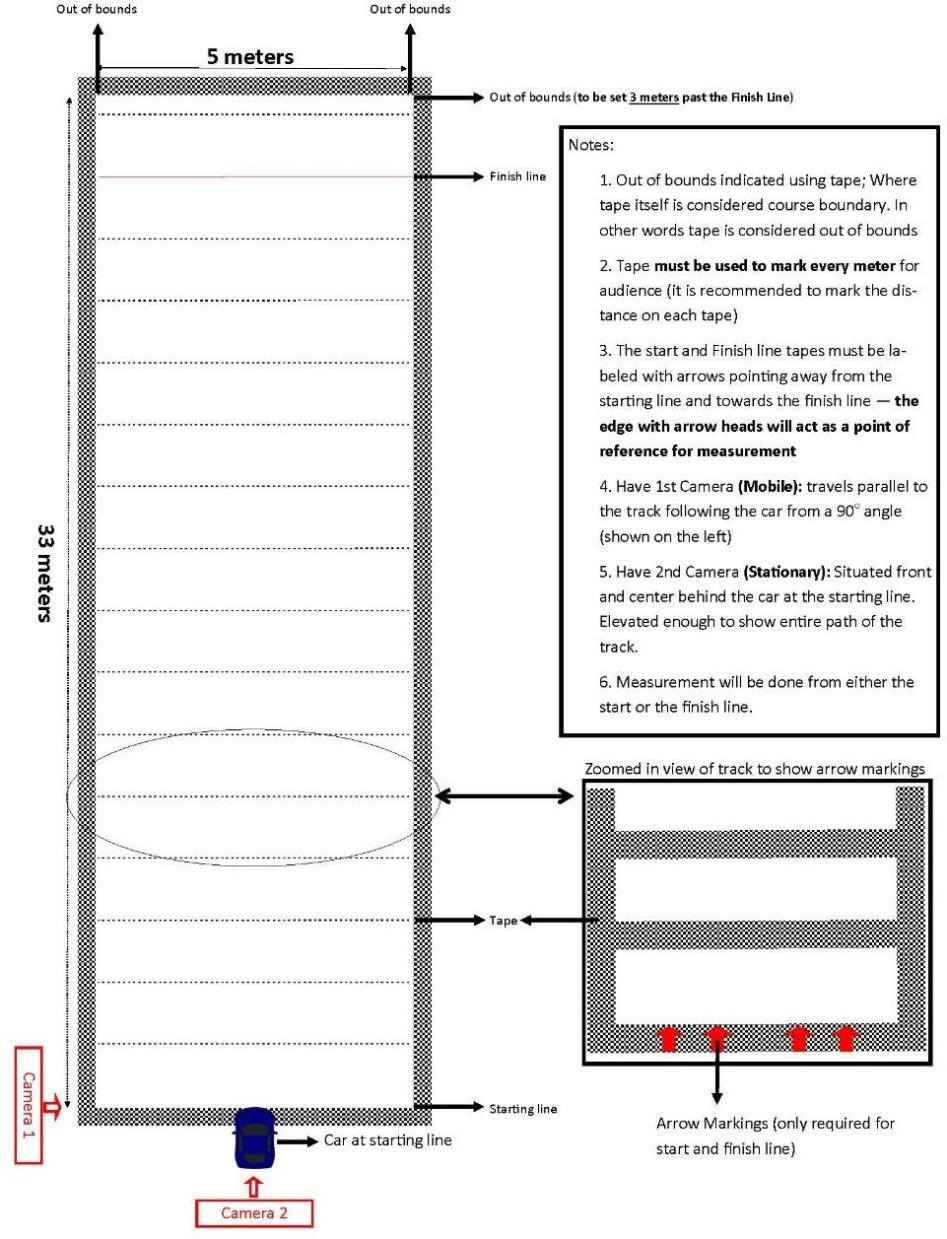 Out of bounds
Out of bounds
5 meters
Out of bounds (to be set 3 meters past the Finish Line)
Finish line
Notes:
1. Out of bounds indicated using tape; Where
tape itself is considered course boundary. In
other words tape is considered out of bounds
2. Tape must be used to mark every meter for
audience (it is recommended to mark the dis-
tance on each tape)
3. The start and Finish line tapes must be la-
beled with arrows pointing away from the
starting line and towards the finish line — the
edge with arrow heads will act as a point of
reference for measurement
4. Have 1st Camera (Mobile): travels parallel to
the track following the car from a 90° angle
(shown on the left)
5. Have 2nd Camera (Stationary): Situated front
and center behind the car at the starting line.
Elevated enough to show entire path of the
track.
6. Measurement will be done from either the
start or the finish line.
33 meters
Zoomed in view of track to show arrow markings
Tape
Starting line
Camera 1
Car at starting line
Camera 2
Arrow Markings (only required for
start and finish line)